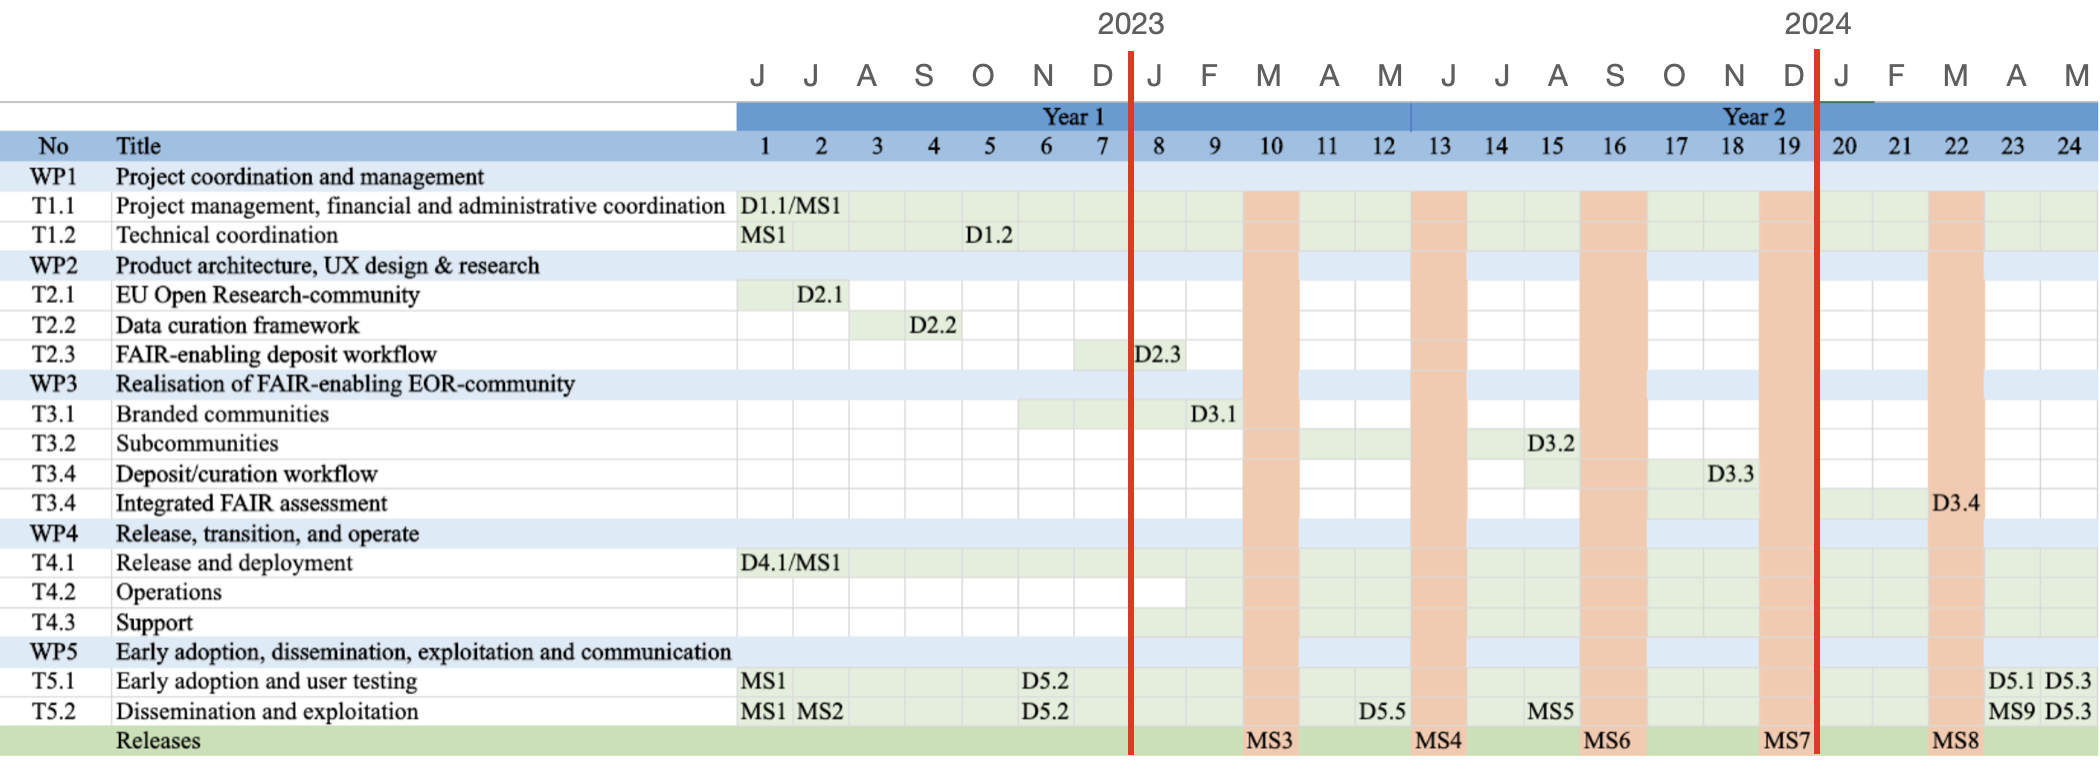 2023 2024
J J A S O N D J F M A M J J A S O N D J F M A M
Year 1 Year 2
No Title 1 2 3 4 5 6 7 8 9 10 11 12 13 14 15 16 17 18 19 20 21 22 23 24
WP1 Project coordination and management
T1.1 Project management, financial and administrative coordination D1.1/MS1
T1.2 Technical coordination MS1 D1.2
WP2 Product architecture, UX design & research
T2.1 EU Open Research-community D2.1
T2.2 Data curation framework D2.2
T2.3 FAIR-enabling deposit workflow D2.3
WP3 Realisation of FAIR-enabling EOR-community
T3.1 Branded communities D3.1
T3.2 Subcommunities D3.2
T3.4 Deposit/curation workflow D3.3
T3.4 Integrated FAIR assessment D3.4
WP4 Release, transition, and operate
T4.1 Release and deployment D4.1/MS1
T4.2 Operations
T4.3 Support
WP5 Early adoption, dissemination, exploitation and communication
T5.1 Early adoption and user testing MS1 D5.2 D5.1 D5.3
T5.2 Dissemination and exploitation MS1 MS2 D5.2 D5.5 MS5 MS9 D5.3
Releases MS3 MS4 MS6 MS7 MS8